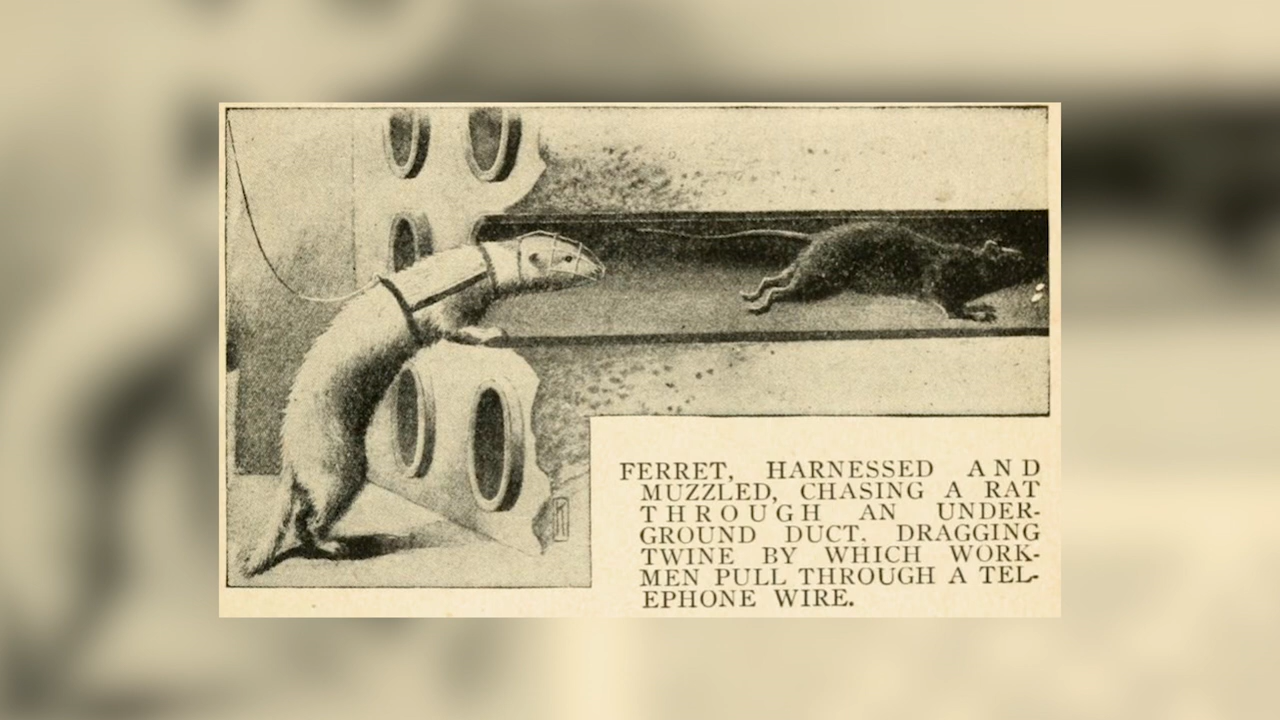 FERRET, HARNESSED AND
MUZZLED, CHASING A RAT
THROUGH AN UNDER-
GROUND DUCT, DRAGGING
TWINE BY WHICH WORK-
MEN PULL THROUGH A TEL-
EPHONE WIRE.